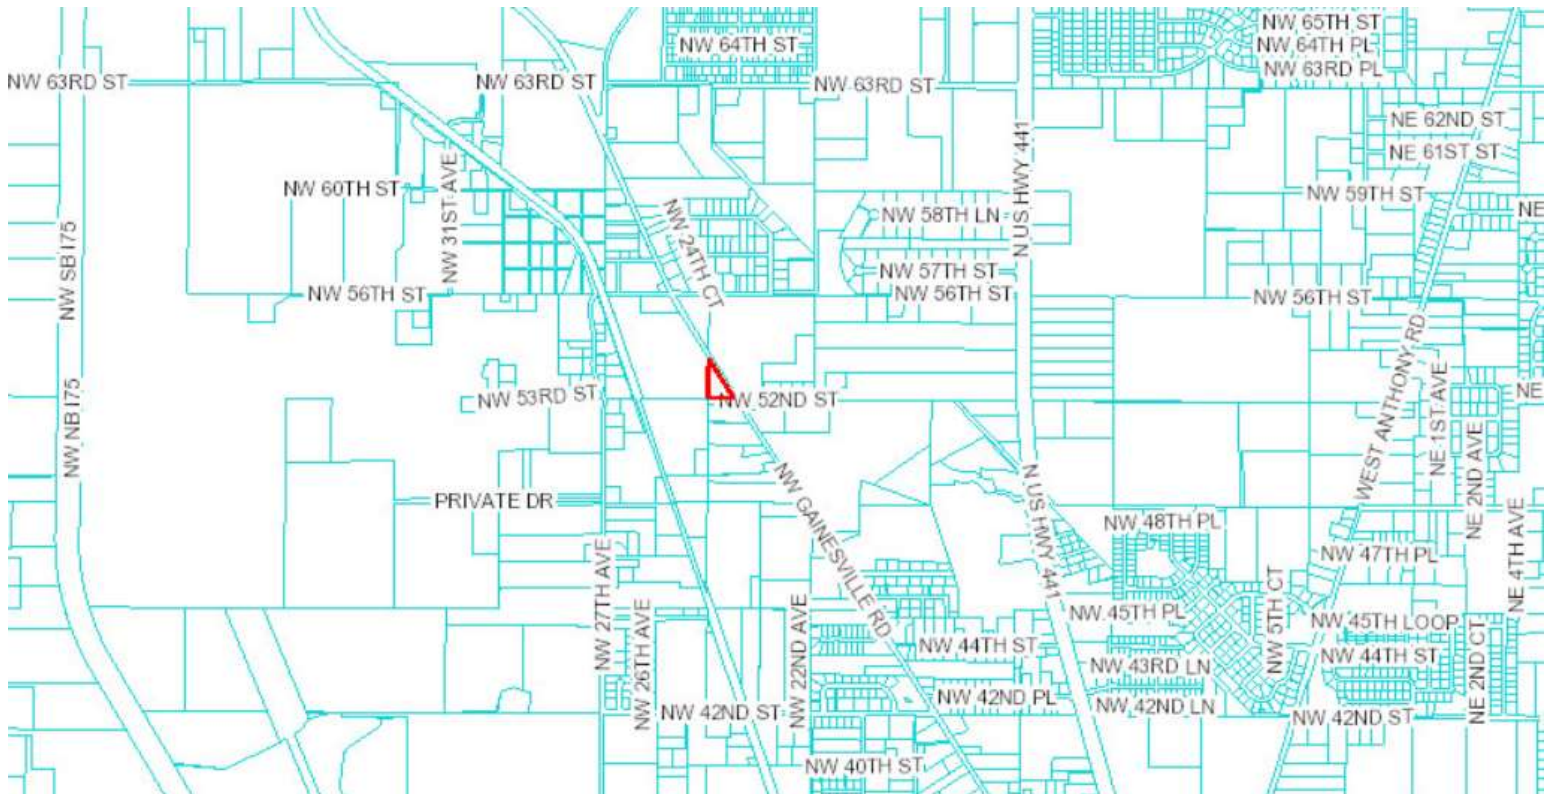 NW 65TH ST
NW 64TH ST
NW 64TH PL
NW 63RD PL
NW 63RD ST
NW 63RD ST
NW 63RD ST
NE 62ND ST
NE 61ST ST
N US HWY 441
NW 60TH ST
NW 31ST AVE
NW 59TH ST
NW 24TH CT
NW 58TH LN
NE
NW SB I75
NW 57TH ST
NW 56TH ST
NW 56TH ST
NW 56TH ST
WEST ANTHONY RD
NW NB I75
NW 53RD ST
NW 52ND ST
NE 1ST AVE
NE
NE 2ND AVE
PRIVATE DR
NW GAINESVILLE RD
N US HWY 441
NW 48TH PL
NW 47TH PL
NE 4TH AVE
NW 27TH AVE
NW 26TH AVE
NW 22ND AVE
NW 45TH PL
NW 5TH CT
NW 45TH LOOP
NW 44TH ST
NW 44TH ST
NW 43RD LN
NE 2ND CT
NW 42ND PL
NW 42ND LN
NW 42ND ST
NW 42ND ST
NW 40TH ST